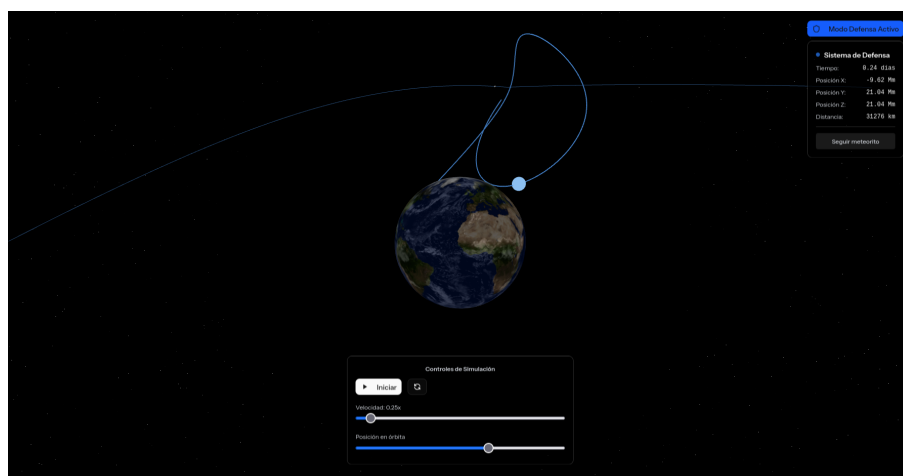 Modo Defensa Activo
Sistema de Defensa
Tiempo: 0.24 días
Posición X: -9.62 Mm
Posición Y: 21.04 Mm
Posición Z: 21.04 Mm
Distancia: 31276 km
Seguir meteorito
Controles de Simulación
Iniciar
Velocidad: 0.25x
Posición en órbita